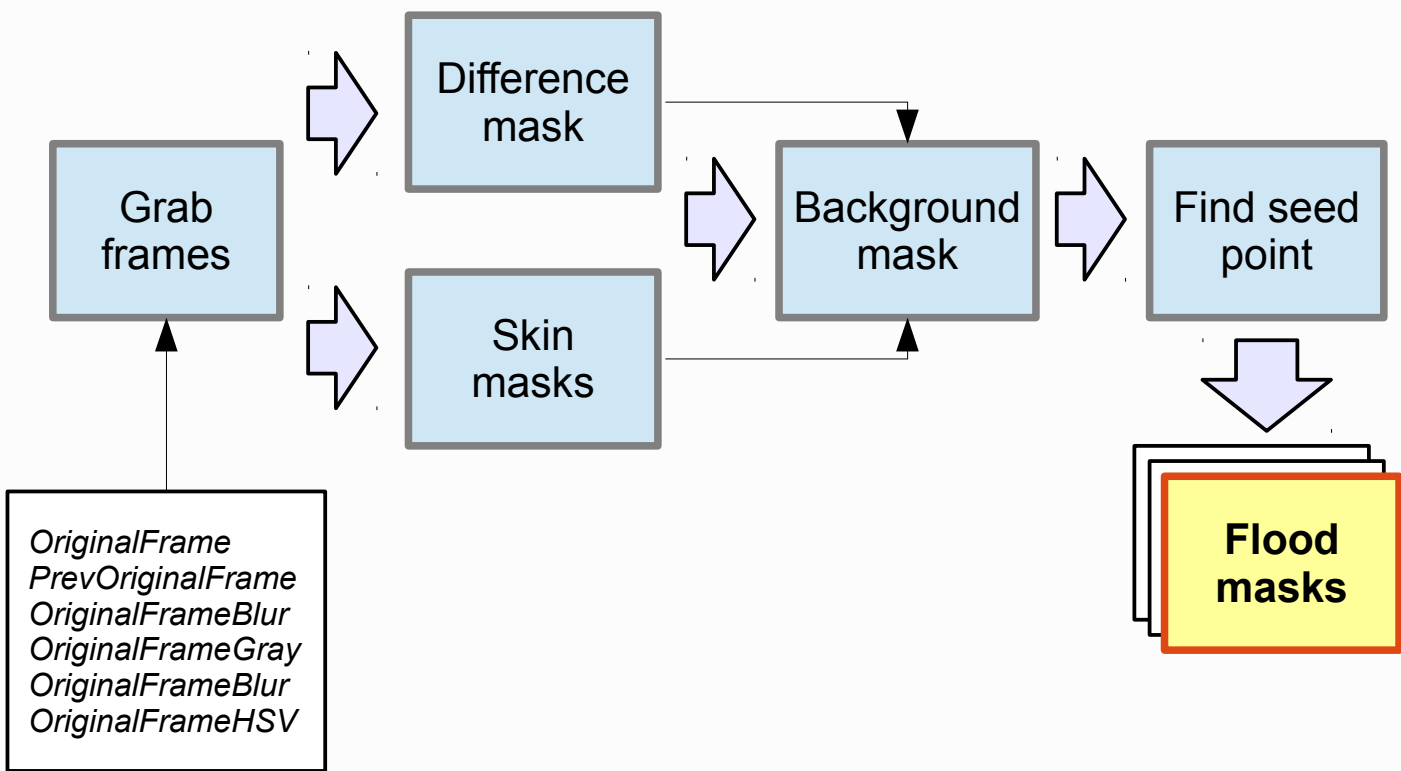 Difference
mask
Grab
frames
Background
mask
Find seed
point
Skin
masks
OriginalFrame
PrevOriginalFrame
OriginalFrameBlur
OriginalFrameGray
OriginalFrameBlur
OriginalFrameHSV
Flood
masks